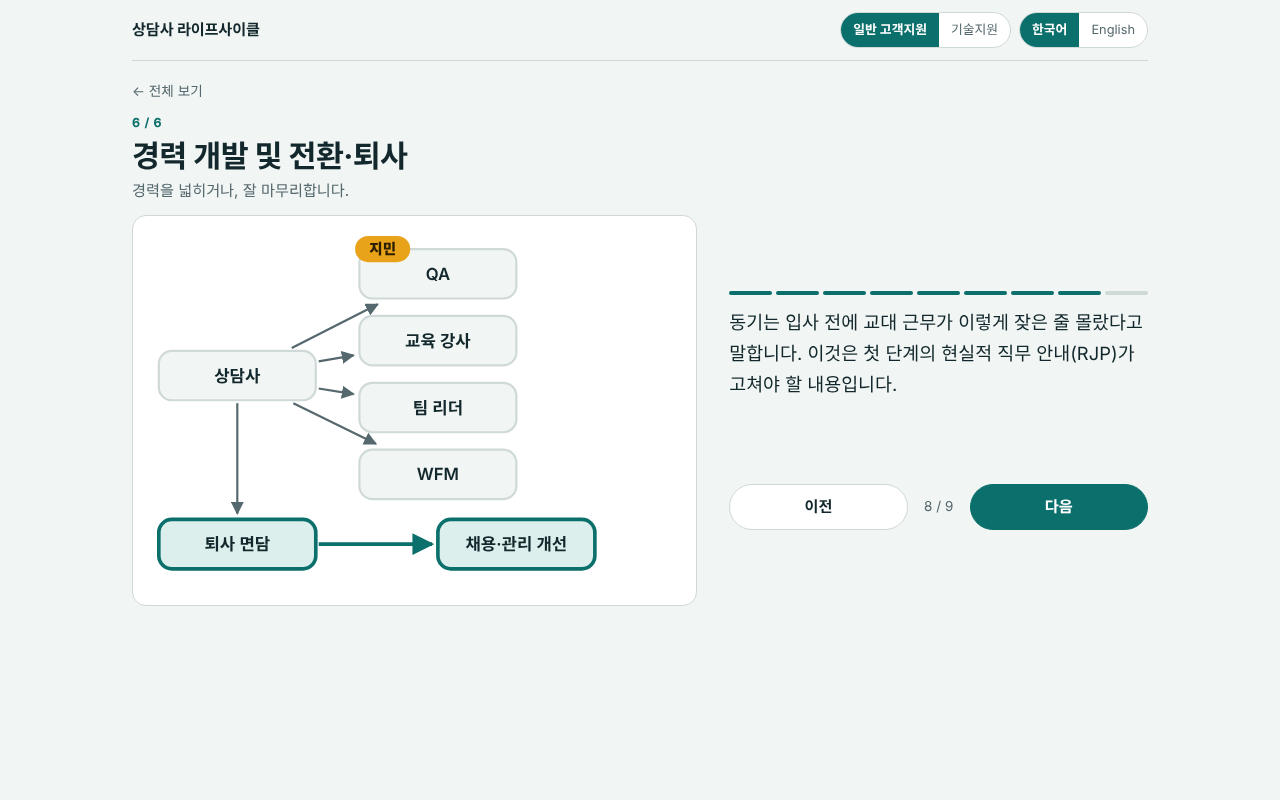 상담사 라이프사이클
일반 고객지원
기술지원
한국어
English
← 전체 보기
6 / 6
경력 개발 및 전환·퇴사
경력을 넓히거나, 잘 마무리합니다.
지민
QA
교육 강사
상담사
팀 리더
WFM
퇴사 면담
채용·관리 개선
동기는 입사 전에 교대 근무가 이렇게 잦은 줄 몰랐다고
말합니다. 이것은 첫 단계의 현실적 직무 안내(RJP)가
고쳐야 할 내용입니다.
이전
8 / 9
다음